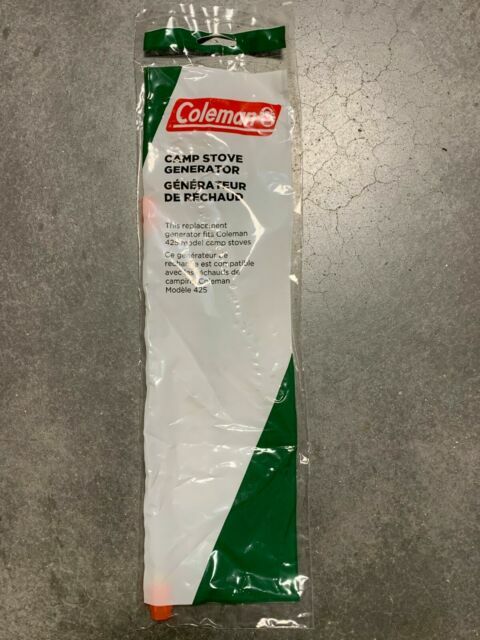 Coleman
CAMP STOVE
GENERATOR
GÉNÉRATEUR
DE RÉCHAUD
This replacement
generator fits Coleman
425 model camp stoves
Ce générateur de
rechange est compatible
avec les réchauds de
camping Coleman
Modèle 425